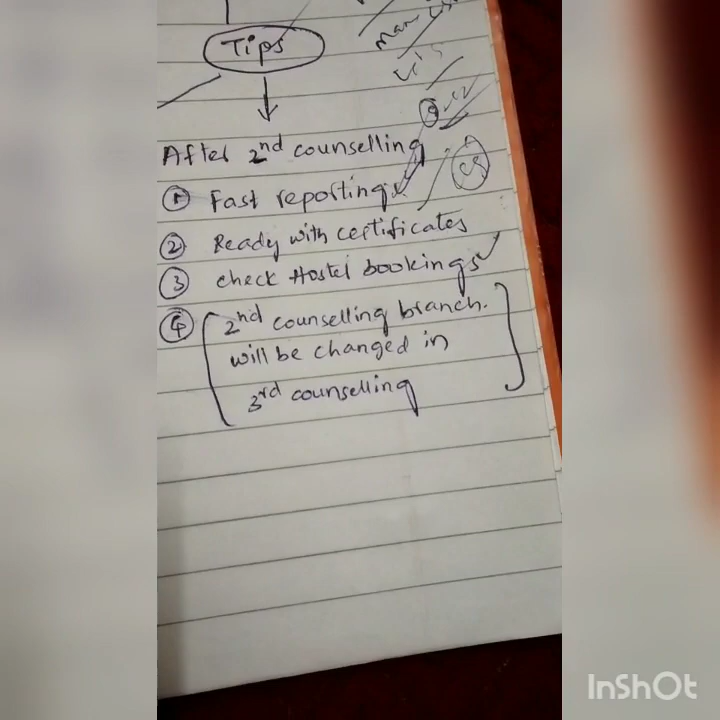 Tips
After 2nd counselling
① Fast reporting
② Ready with certificates
③ check Hostel bookings
④ 2nd counselling branch.
will be changed in
3rd counselling
InShOt